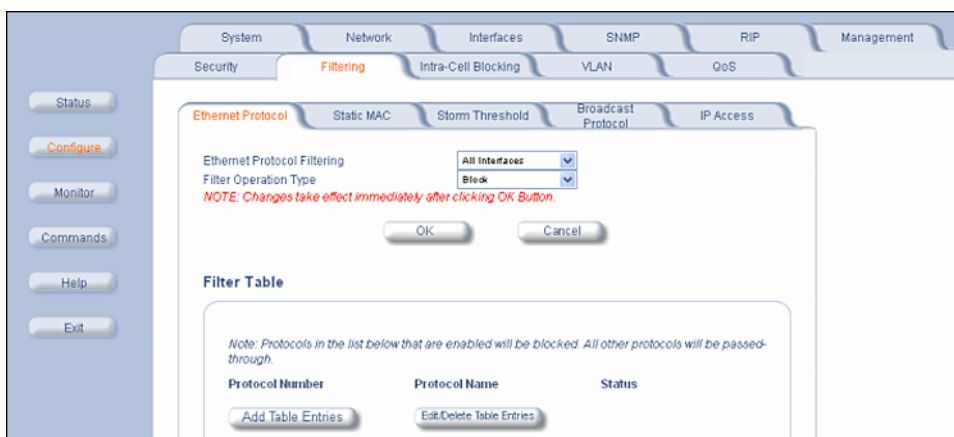 System Network Interfaces SNMP RIP Management
Security Filtering Intra-Cell Blocking VLAN QoS
Status
Configure
Monitor
Commands
Help
Exit
Ethernet Protocol Static MAC Storm Threshold Broadcast Protocol IP Access
Ethernet Protocol Filtering All Interfaces
Filter Operation Type Block
NOTE: Changes take effect immediately after clicking OK Button.
OK Cancel
Filter Table
Note: Protocols in the list below that are enabled will be blocked. All other protocols will be passed-
through.
Protocol Number Protocol Name Status
Add Table Entries Edit/Delete Table Entries